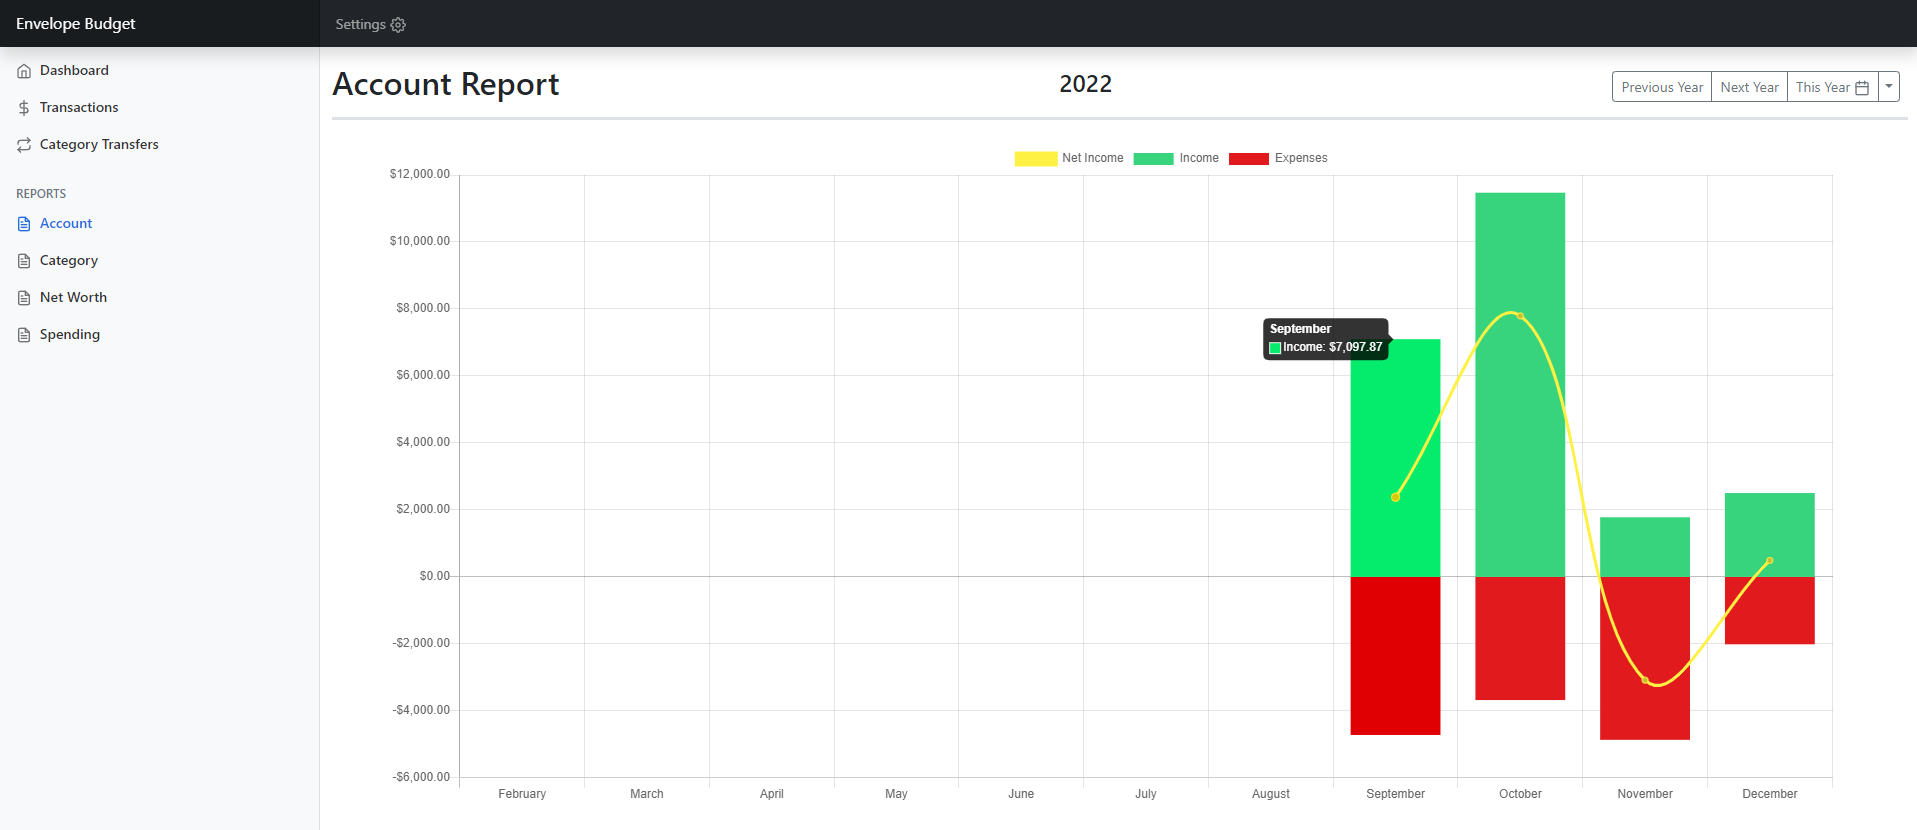 Envelope Budget
Settings
Dashboard
Transactions
Category Transfers
REPORTS
Account
Category
Net Worth
Spending
Account Report
2022
Previous Year
Next Year
This Year
Net Income
Income
Expenses
$12,000.00
$10,000.00
$8,000.00
$6,000.00
$4,000.00
$2,000.00
$0.00
-$2,000.00
-$4,000.00
-$6,000.00
September
Income: $7,097.87
February
March
April
May
June
July
August
September
October
November
December